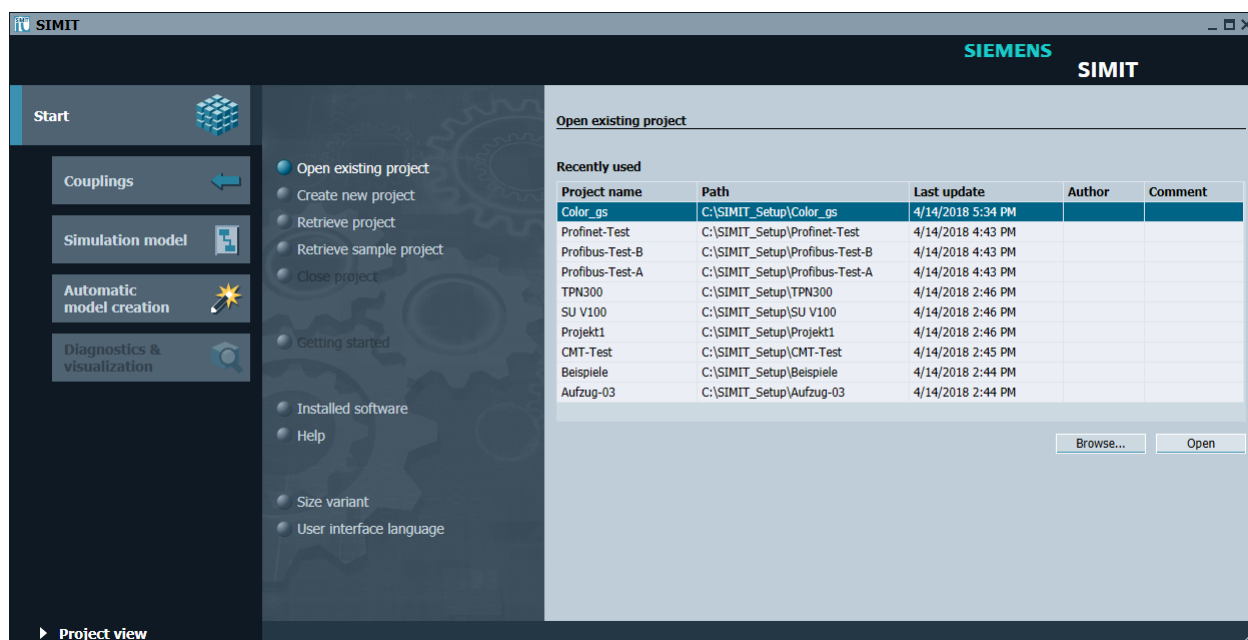 SIMIT
SIEMENS
SIMIT
Start
Couplings
Simulation model
Automatic
model creation
Diagnostics &
visualization
Project view
Open existing project
Create new project
Retrieve project
Retrieve sample project
Close project
Getting started
Installed software
Help
Size variant
User interface language
Open existing project
Recently used
Project name Path Last update Author Comment
Color_gs C:\SIMIT_Setup\Color_gs 4/14/2018 5:34 PM
Profinet-Test C:\SIMIT_Setup\Profinet-Test 4/14/2018 4:43 PM
Profibus-Test-B C:\SIMIT_Setup\Profibus-Test-B 4/14/2018 4:43 PM
Profibus-Test-A C:\SIMIT_Setup\Profibus-Test-A 4/14/2018 4:43 PM
TPN300 C:\SIMIT_Setup\TPN300 4/14/2018 2:46 PM
SU V100 C:\SIMIT_Setup\SU V100 4/14/2018 2:46 PM
Projekt1 C:\SIMIT_Setup\Projekt1 4/14/2018 2:46 PM
CMT-Test C:\SIMIT_Setup\CMT-Test 4/14/2018 2:45 PM
Beispiele C:\SIMIT_Setup\Beispiele 4/14/2018 2:44 PM
Aufzug-03 C:\SIMIT_Setup\Aufzug-03 4/14/2018 2:44 PM
Browse... Open